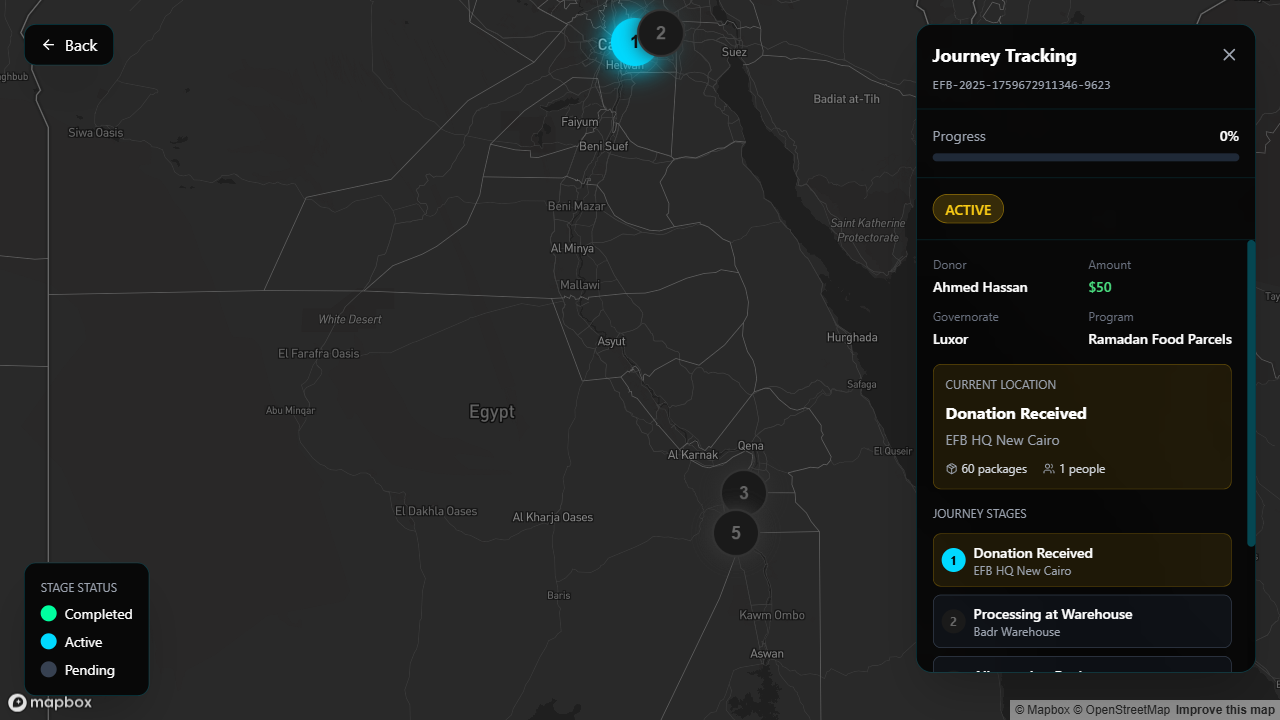 Back
Siwa Oasis
Faiyum
Beni Suef
Beni Mazar
Al Minya
Mallawi
White Desert
El Farafra Oasis
Asyut
Abu Minqar
Egypt
Al Karnak
Qena
El Dakhla Oases
Al Kharja Oases
Baris
Kawm Ombo
Aswan
Suez
Badiat at-Tih
Saint Katherine
Protectorate
Hurghada
Safaga
El Quseir
1
2
3
5
STAGE STATUS
Completed
Active
Pending
mapbox
Journey Tracking
EFB-2025-1759672911346-9623
Progress 0%
ACTIVE
Donor Amount
Ahmed Hassan $50
Governorate Program
Luxor Ramadan Food Parcels
CURRENT LOCATION
Donation Received
EFB HQ New Cairo
60 packages 1 people
JOURNEY STAGES
1 Donation Received
EFB HQ New Cairo
2 Processing at Warehouse
Badr Warehouse
© Mapbox © OpenStreetMap Improve this map